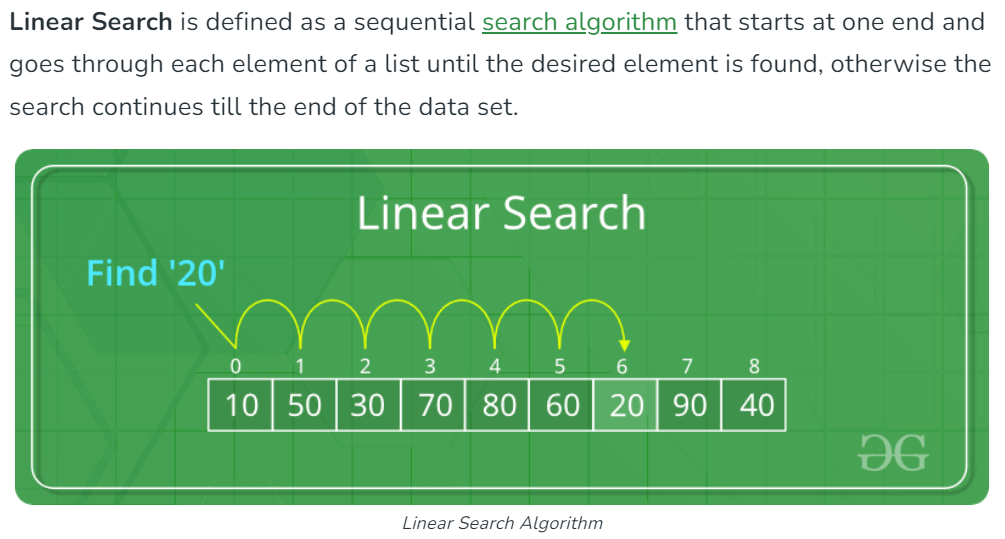 Linear Search is defined as a sequential search algorithm that starts at one end and
goes through each element of a list until the desired element is found, otherwise the
search continues till the end of the data set.
Linear Search
Find '20'
0 1 2 3 4 5 6 7 8
10 50 30 70 80 60 20 90 40
Linear Search Algorithm